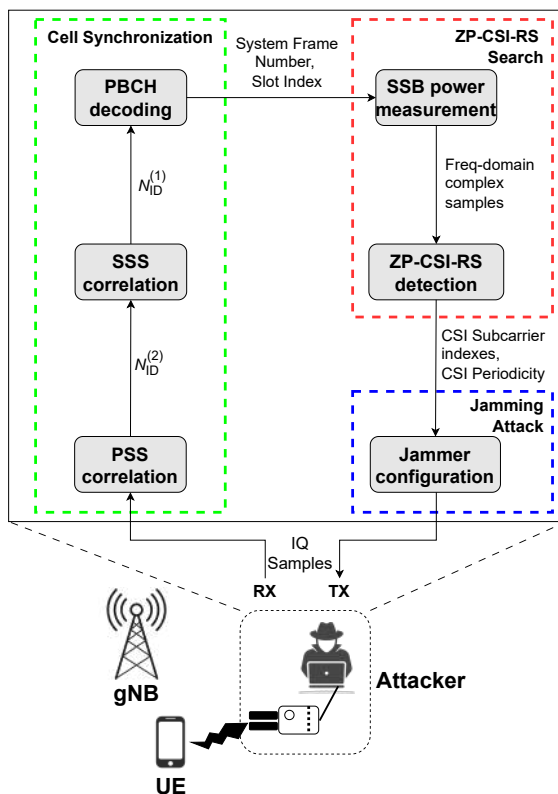 Cell Synchronization
PBCH
decoding
N_ID^(1)
SSS
correlation
N_ID^(2)
PSS
correlation
System Frame
Number,
Slot Index
ZP-CSI-RS
Search
SSB power
measurement
Freq-domain
complex
samples
ZP-CSI-RS
detection
CSI Subcarrier
indexes,
CSI Periodicity
Jamming
Attack
Jammer
configuration
IQ
Samples
RX
TX
gNB
Attacker
UE